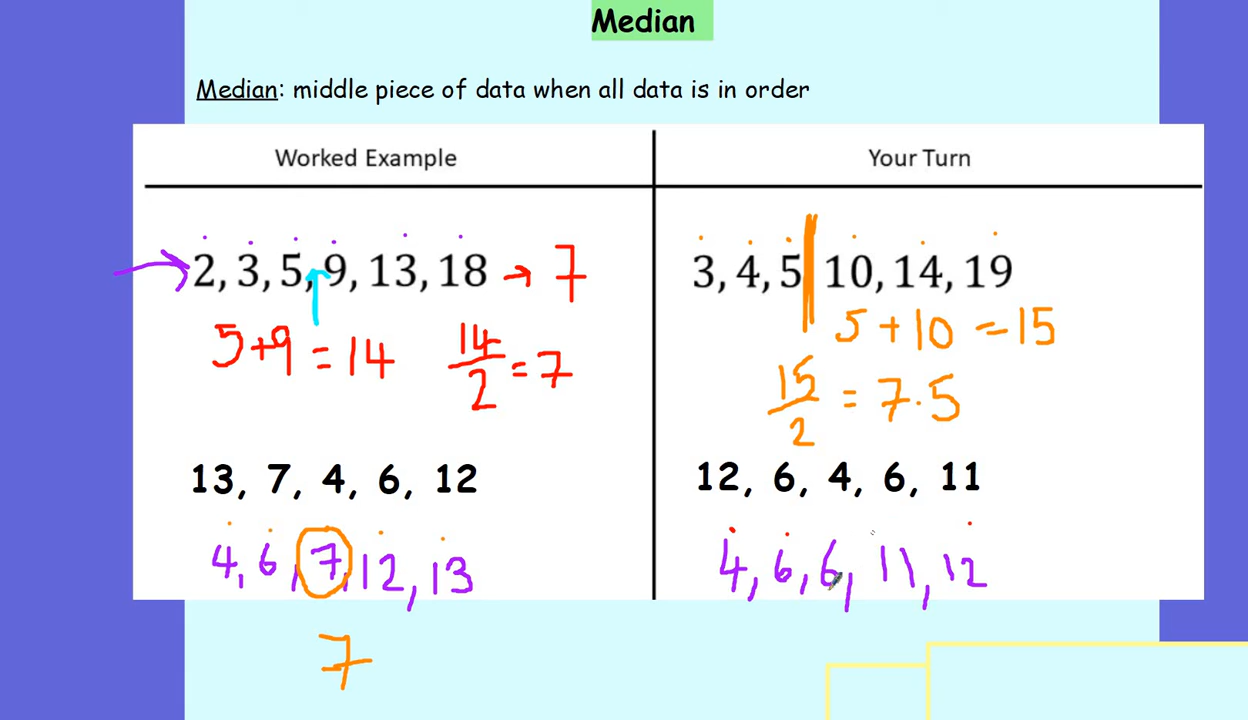 Median
Median: middle piece of data when all data is in order
Worked Example
2, 3, 5, 9, 13, 18 → 7
5+9=14 14/2=7
13, 7, 4, 6, 12
4, 6, 7, 12, 13
7
Your Turn
3, 4, 5 10, 14, 19
5+10=15
15/2=7.5
12, 6, 4, 6, 11
4, 6, 6, 11, 12